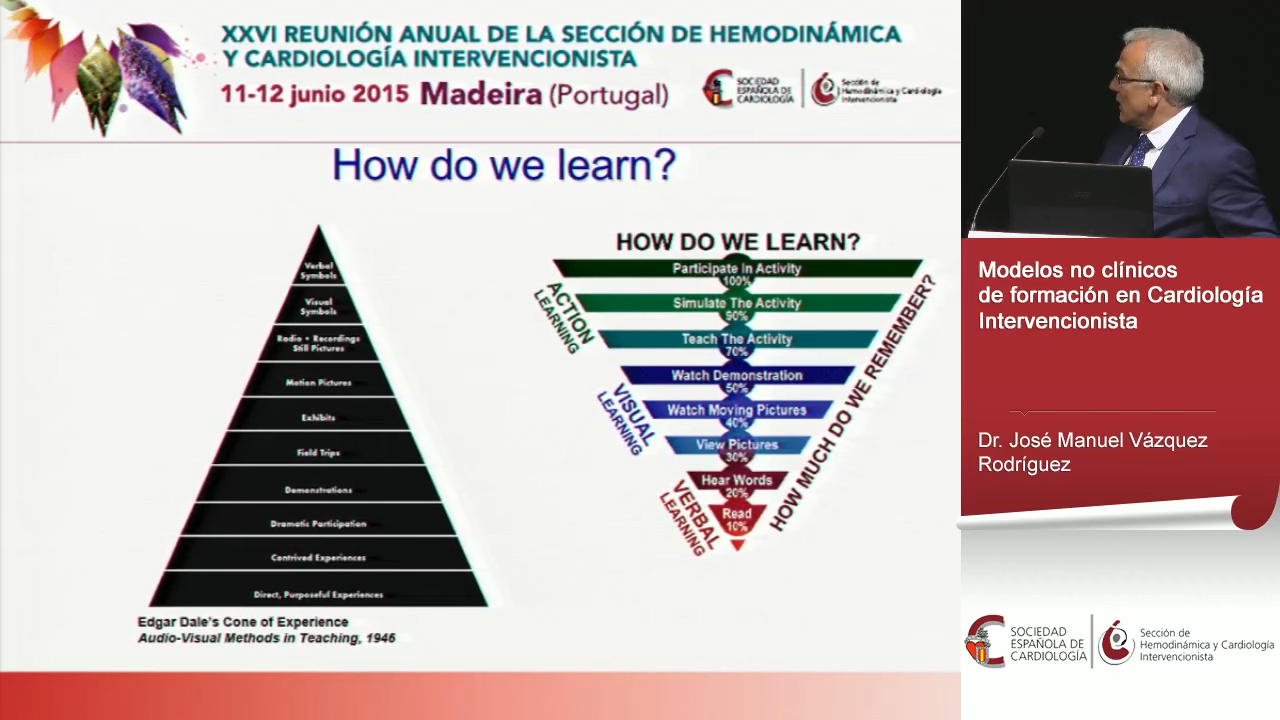 XXVI REUNIÓN ANUAL DE LA SECCIÓN DE HEMODINÁMICA
Y CARDIOLOGÍA INTERVENCIONISTA
11-12 junio 2015 Madeira (Portugal)
SOCIEDAD
ESPAÑOLA DE
CARDIOLOGÍA
Sección de
Hemodinámica y Cardiología
Intervencionista
How do we learn?
Verbal
Symbols
Visual
Symbols
Radio • Recordings
Still Pictures
Motion Pictures
Exhibits
Field Trips
Demonstrations
Dramatic Participation
Contrived Experiences
Direct, Purposeful Experiences
Edgar Dale's Cone of Experience
Audio-Visual Methods in Teaching, 1946
HOW DO WE LEARN?
Participate In Activity
100%
Simulate The Activity
90%
Teach The Activity
70%
Watch Demonstration
50%
Watch Moving Pictures
40%
View Pictures
30%
Hear Words
20%
Read
10%
ACTION
LEARNING
VISUAL
LEARNING
VERBAL
LEARNING
HOW MUCH DO WE REMEMBER?
Modelos no clínicos
de formación en Cardiología
Intervencionista
Dr. José Manuel Vázquez
Rodríguez
SOCIEDAD
ESPAÑOLA DE
CARDIOLOGÍA
Sección de
Hemodinámica y Cardiología
Intervencionista